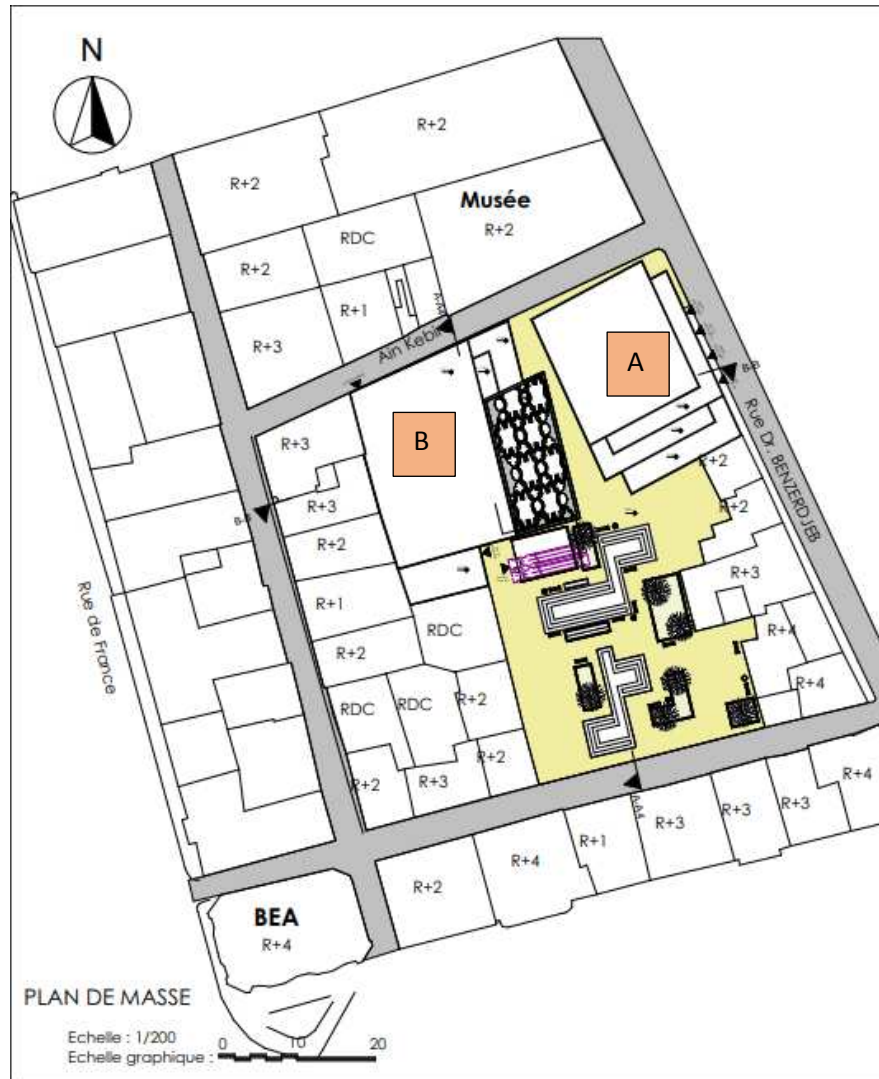 N
R+2
R+2
Musée
R+2
RDC
R+2
R+1
R+3
A-A4
Ain Kebir
A
B-B
B
R+3
R+2
Rue Dr. BENZERDJEB
R+3
B-B
R+2
R+2
R+3
R+1
RDC
R+4
R+2
Rue de France
RDC
RDC
R+2
R+4
R+2
R+2
R+3
A-A4
R+4
R+3
R+3
R+3
R+1
R+4
R+2
BEA
R+4
PLAN DE MASSE
Echelle : 1/200
0 10 20
Echelle graphique :